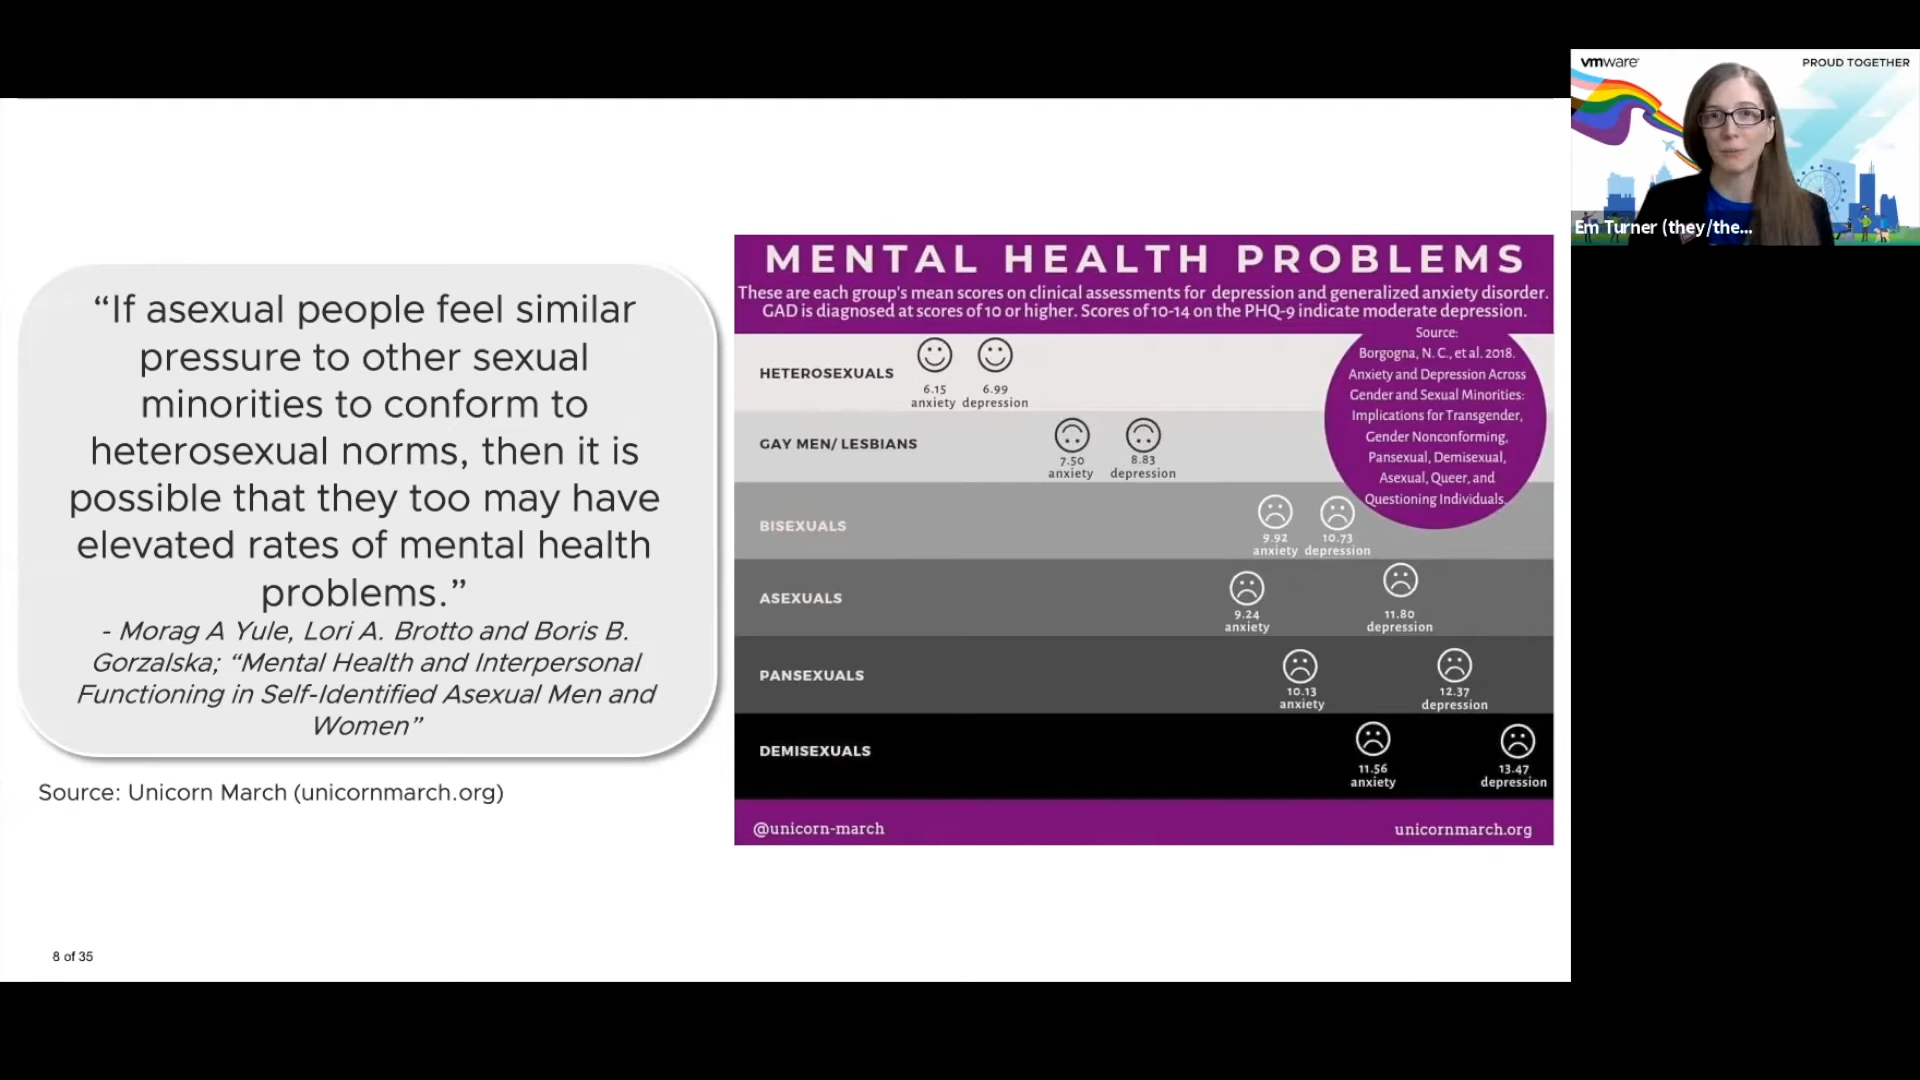 “If asexual people feel similar
pressure to other sexual
minorities to conform to
heterosexual norms, then it is
possible that they too may have
elevated rates of mental health
problems.”
- Morag A Yule, Lori A. Brotto and Boris B.
Gorzalska; “Mental Health and Interpersonal
Functioning in Self-Identified Asexual Men and
Women”
Source: Unicorn March (unicornmarch.org)
8 of 35
MENTAL HEALTH PROBLEMS
These are each group's mean scores on clinical assessments for depression and generalized anxiety disorder.
GAD is diagnosed at scores of 10 or higher. Scores of 10-14 on the PHQ-9 indicate moderate depression.
Source:
Borgogna, N. C., et al. 2018.
Anxiety and Depression Across
Gender and Sexual Minorities:
Implications for Transgender,
Gender Nonconforming,
Pansexual, Demisexual,
Asexual, Queer, and
Questioning Individuals.
HETEROSEXUALS
6.15 6.99
anxiety depression
GAY MEN/ LESBIANS
7.50 8.83
anxiety depression
BISEXUALS
9.92 10.73
anxiety depression
ASEXUALS
9.24 11.80
anxiety depression
PANSEXUALS
10.13 12.37
anxiety depression
DEMISEXUALS
11.56 13.47
anxiety depression
@unicorn-march unicornmarch.org
vmware PROUD TOGETHER
Em Turner (they/the...